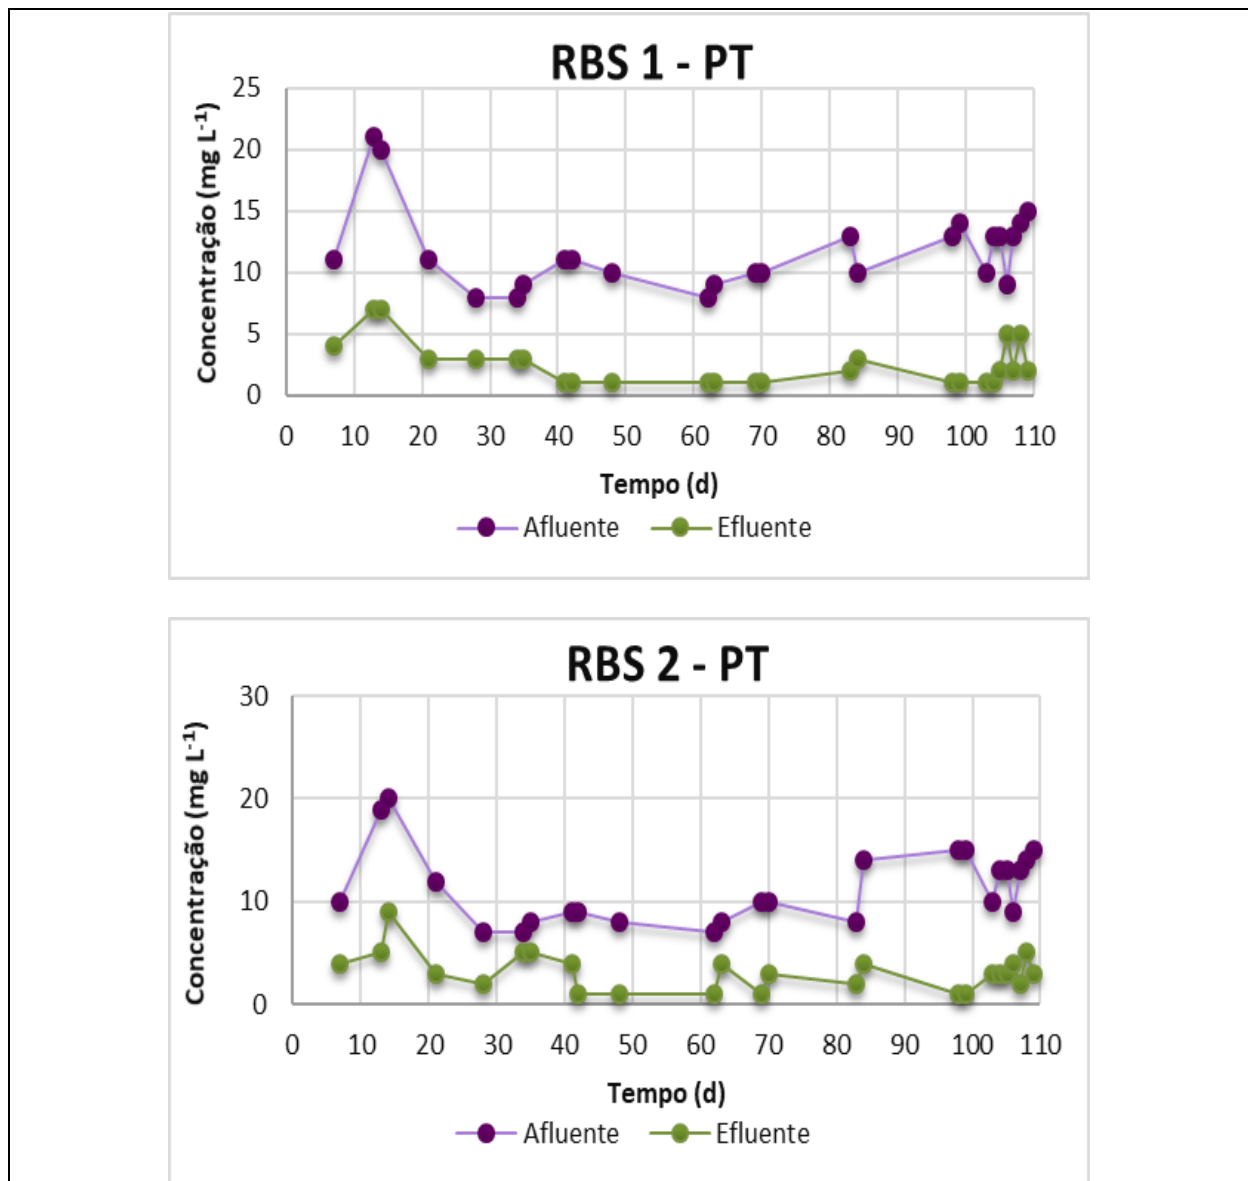 RBS 1 - PT
Concentração (mg L⁻¹)
25
20
15
10
5
0
0 10 20 30 40 50 60 70 80 90 100 110
Tempo (d)
Afluente Efluente
RBS 2 - PT
Concentração (mg L⁻¹)
30
20
10
0
0 10 20 30 40 50 60 70 80 90 100 110
Tempo (d)
Afluente Efluente